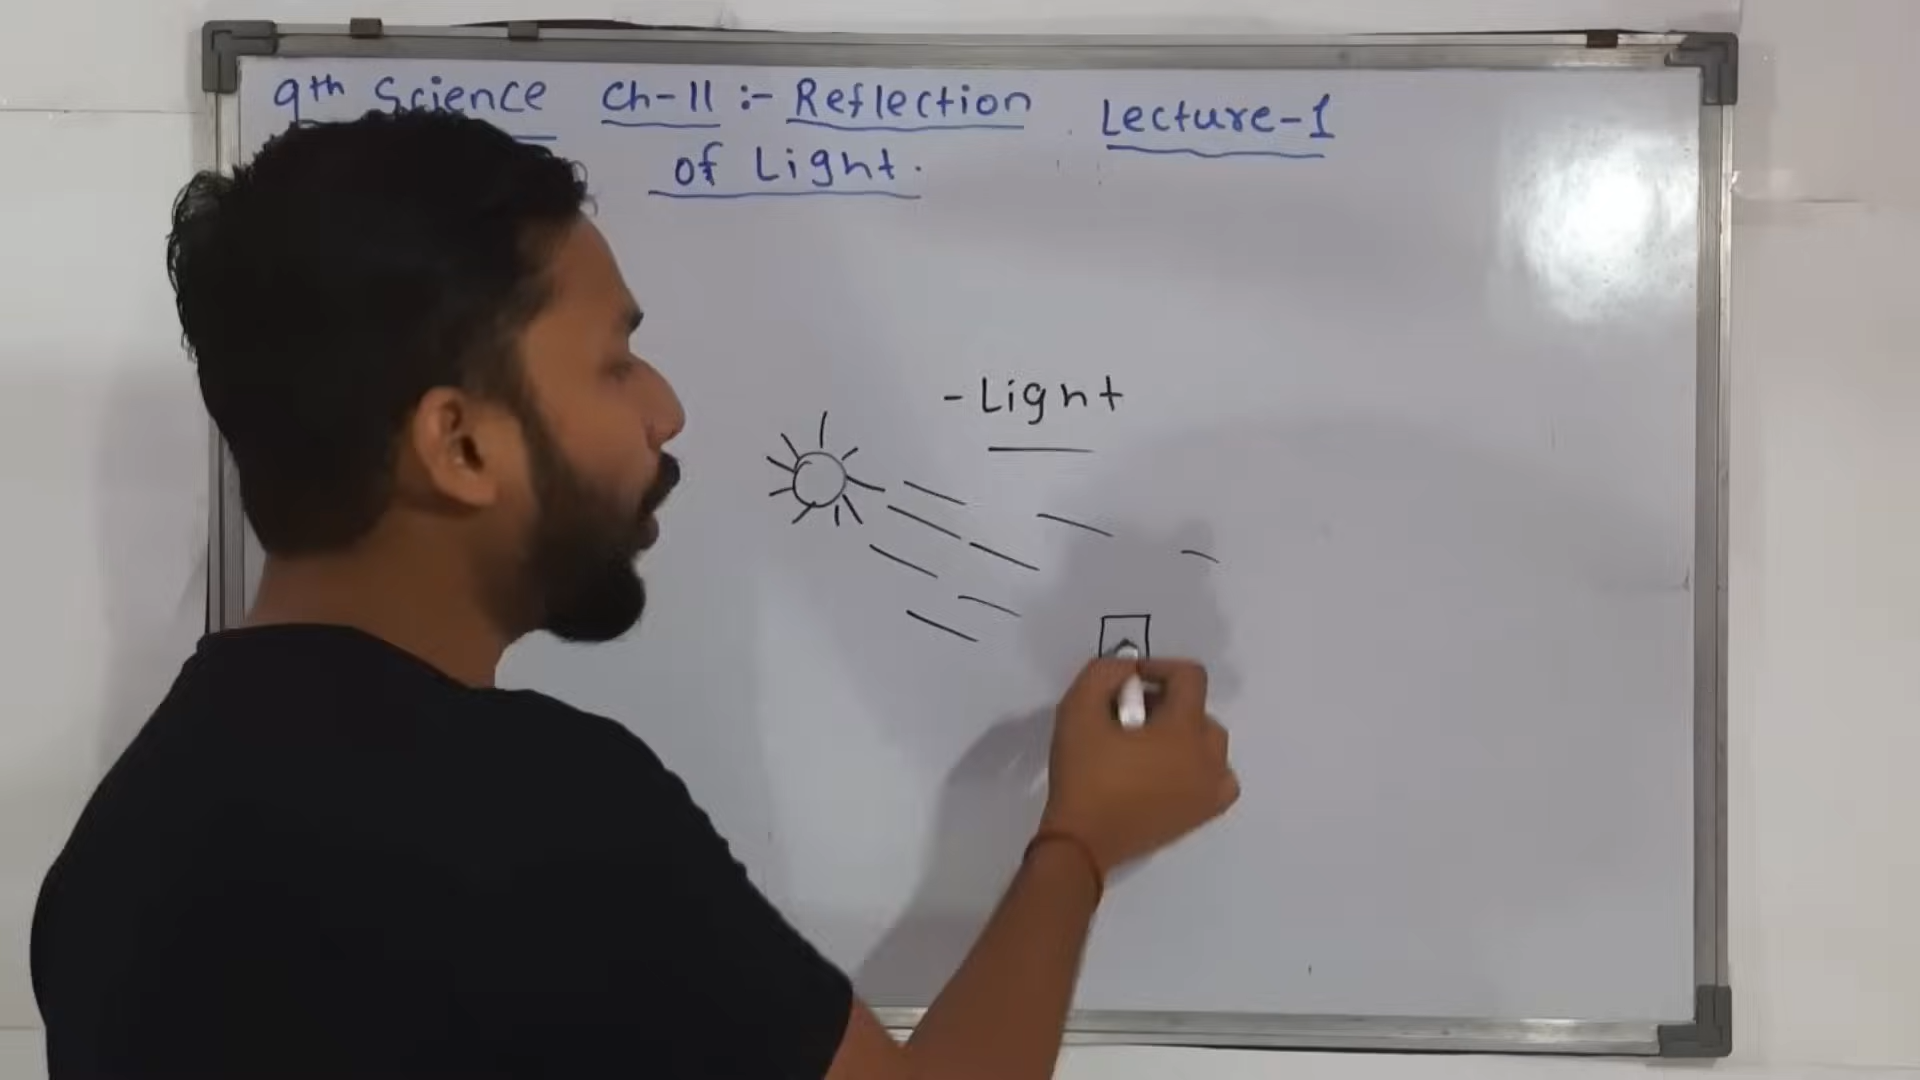 9th Science Ch-11 :- Reflection Lecture-1
of Light.
- Light